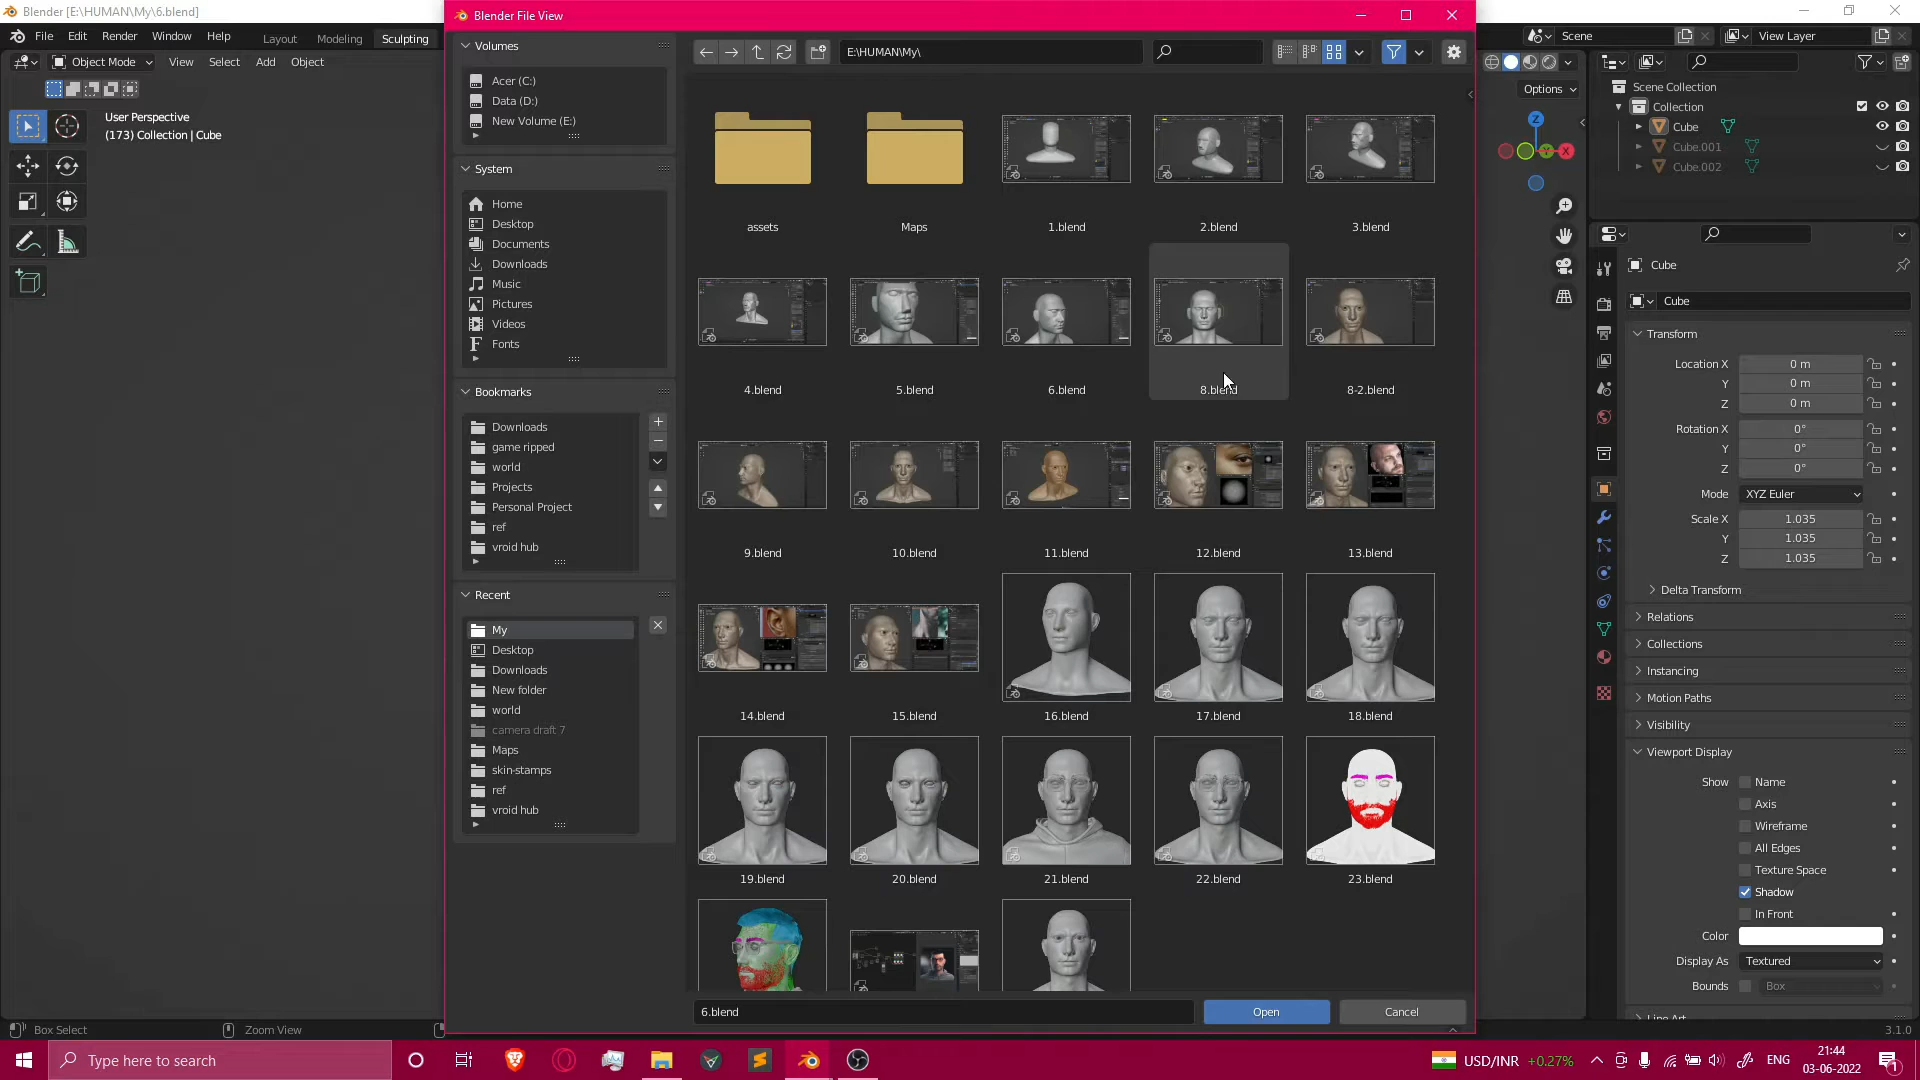 Blender [E:\HUMAN\My\6.blend]
File Edit Render Window Help Layout Modeling Sculpting
Object Mode View Select Add Object
User Perspective
(173) Collection | Cube
Blender File View
Volumes
Acer (C:)
Data (D:)
New Volume (E:)
System
Home
Desktop
Documents
Downloads
Music
Pictures
Videos
Fonts
Bookmarks
Downloads
game ripped
world
Projects
Personal Project
ref
vroid hub
Recent
My
Desktop
Downloads
New folder
world
camera draft 7
Maps
skin-stamps
ref
vroid hub
E:\HUMAN\My\
assets Maps 1.blend 2.blend 3.blend
4.blend 5.blend 6.blend 8.blend 8-2.blend
9.blend 10.blend 11.blend 12.blend 13.blend
14.blend 15.blend 16.blend 17.blend 18.blend
19.blend 20.blend 21.blend 22.blend 23.blend
6.blend Open Cancel
Scene View Layer
Options
Z
Y X
Scene Collection
Collection
Cube
Cube.001
Cube.002
Cube
Cube
Transform
Location X 0 m
Y 0 m
Z 0 m
Rotation X 0°
Y 0°
Z 0°
Mode XYZ Euler
Scale X 1.035
Y 1.035
Z 1.035
Delta Transform
Relations
Collections
Instancing
Motion Paths
Visibility
Viewport Display
Show Name
Axis
Wireframe
All Edges
Texture Space
Shadow
In Front
Color
Display As Textured
Bounds Box
Line Art
Box Select Zoom View 3.1.0
Type here to search
USD/INR +0.27% ENG
21:44
03-06-2022
1